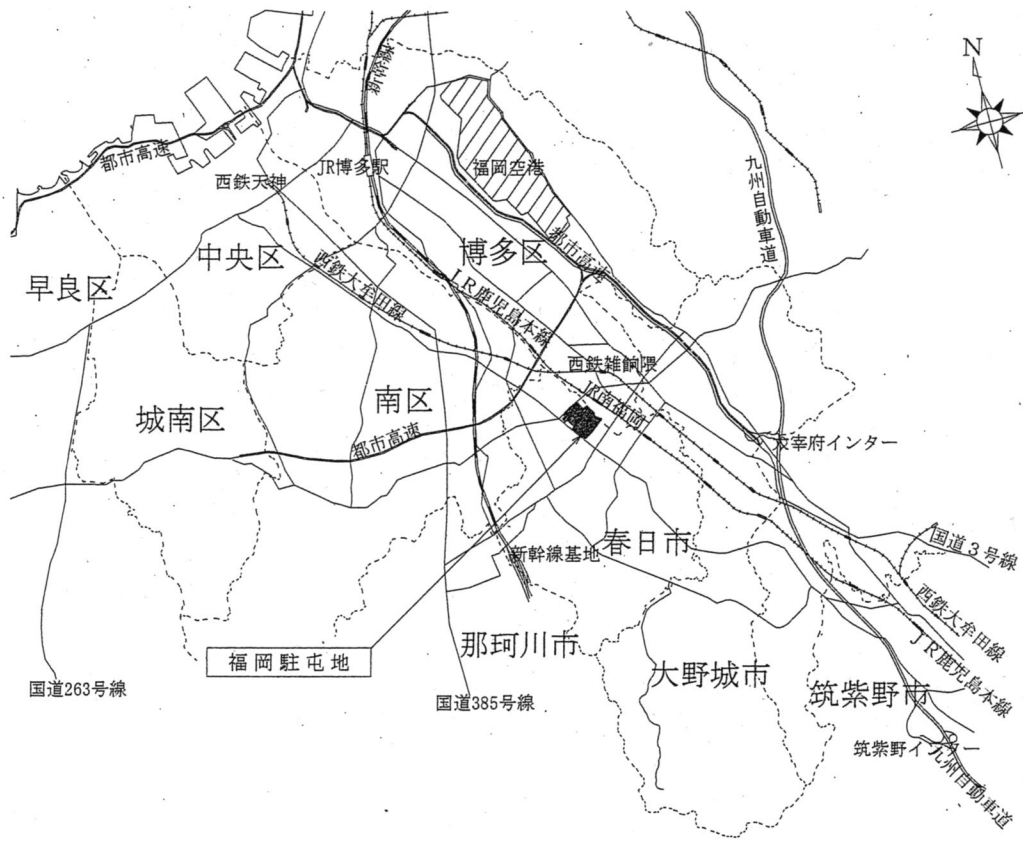 N
都市高速
西鉄天神
JR博多駅
福岡空港
九州自動車道
早良区
中央区
博多区
西鉄大牟田線
JR鹿児島本線
都市高速
西鉄雑餉隈
JR南福岡
城南区
南区
都市高速
太宰府インター
新幹線基地
春日市
国道3号線
西鉄大牟田線
JR鹿児島本線
福岡駐屯地
那珂川市
大野城市
筑紫野市
国道263号線
国道385号線
筑紫野インター
九州自動車道